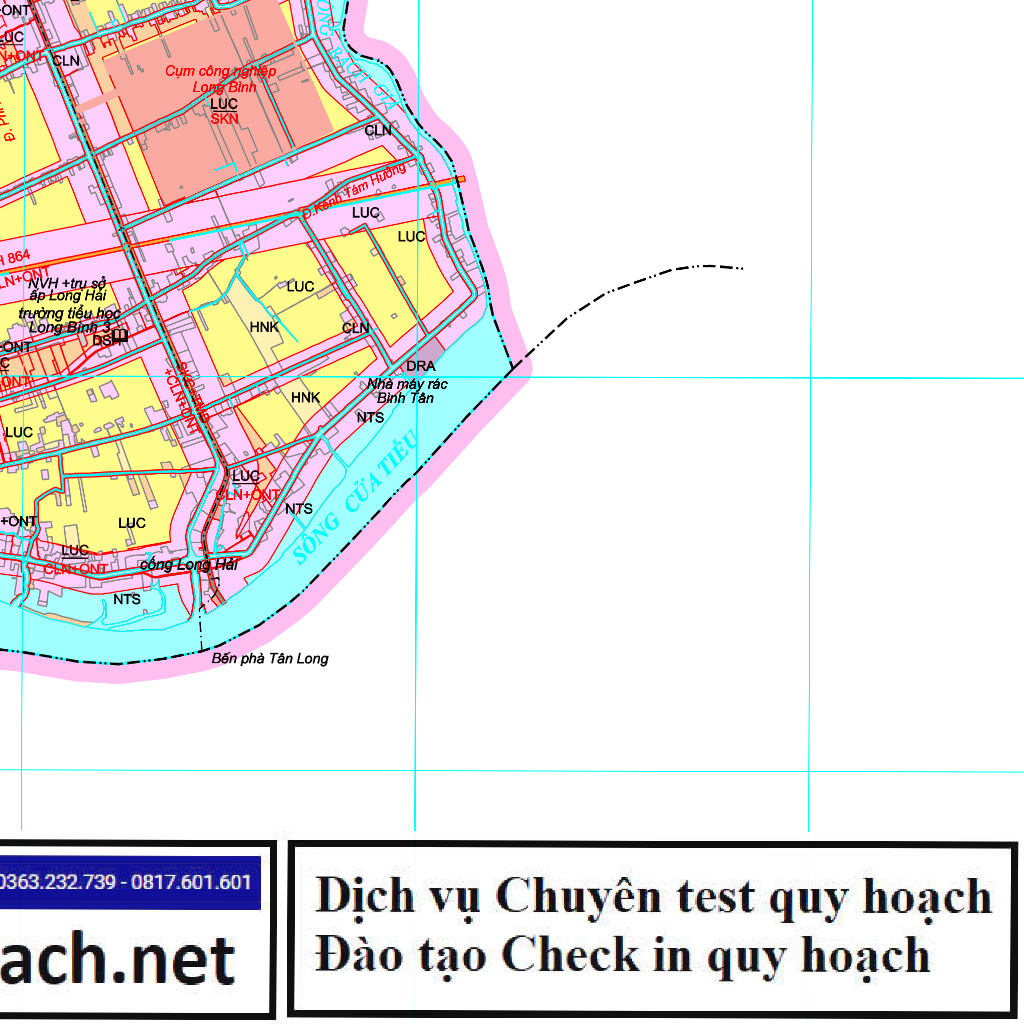 +ONT
LUC
CLN
Cụm công nghiệp
Long Bình
LUC
SKN
CLN
Đ.Kênh Tám Hưởng
LUC
LUC
H 864
LN+ONT
NVH +trụ sở
ấp Long Hải
trường tiểu học
Long Bình 3
DSH
+ONT
LUC
HNK
CLN
DRA
Nhà máy rác
Bình Tân
HNK
NTS
LUC
+CLN+ONT
SÔNG CỬA TIỂU
LUC
CLN+ONT
NTS
+ONT
LUC
LUC
CLN+ONT
cống Long Hải
NTS
Bến phà Tân Long
0363.232.739 - 0817.601.601
ach.net
Dịch vụ Chuyên test quy hoạch
Đào tạo Check in quy hoạch